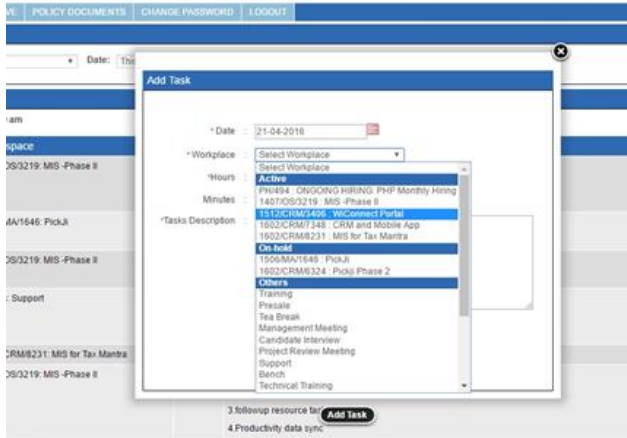 VE POLICY DOCUMENTS CHANGE PASSWORD LOGOUT
Date: This
Add Task
am
space
OS/3219: MIS -Phase II
MA/1646: PickJi
OS/3219: MIS -Phase II
: Support
CRM/8231: MIS for Tax Mantra
OS/3219: MIS -Phase II
* Date : 21-04-2016
* Workplace : Select Workplace
*Hours :
Minutes :
*Tasks Description :
Select Workplace
Active
PH/494 : ONGOING HIRING: PHP Monthly Hiring
1407/OS/3219 : MIS -Phase II
1512/CRM/3406 : WiConnect Portal
1602/CRM/7348 : CRM and Mobile App
1602/CRM/8231 : MIS for Tax Mantra
On-hold
1506/MA/1646 : PickJi
1602/CRM/6324 : Pickji Phase 2
Others
Training
Presale
Tea Break
Management Meeting
Candidate Interview
Project Review Meeting
Support
Bench
Technical Training
3.followup resource
Add Task
4.Productivity data sync